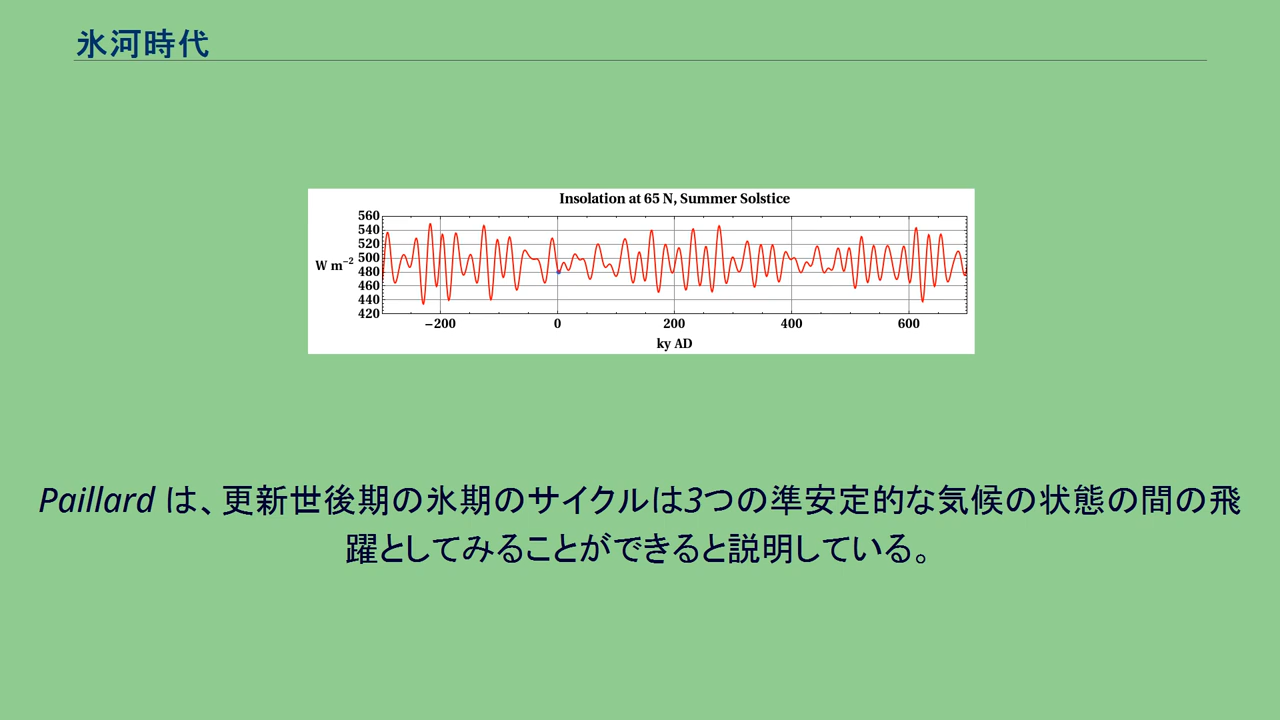 氷河時代
Insolation at 65 N, Summer Solstice
560
540
520
500
W m−2
480
460
440
420
−200 0 200 400 600
ky AD
Paillard は、更新世後期の氷期のサイクルは3つの準安定的な気候の状態の間の飛
躍としてみることができると説明している。